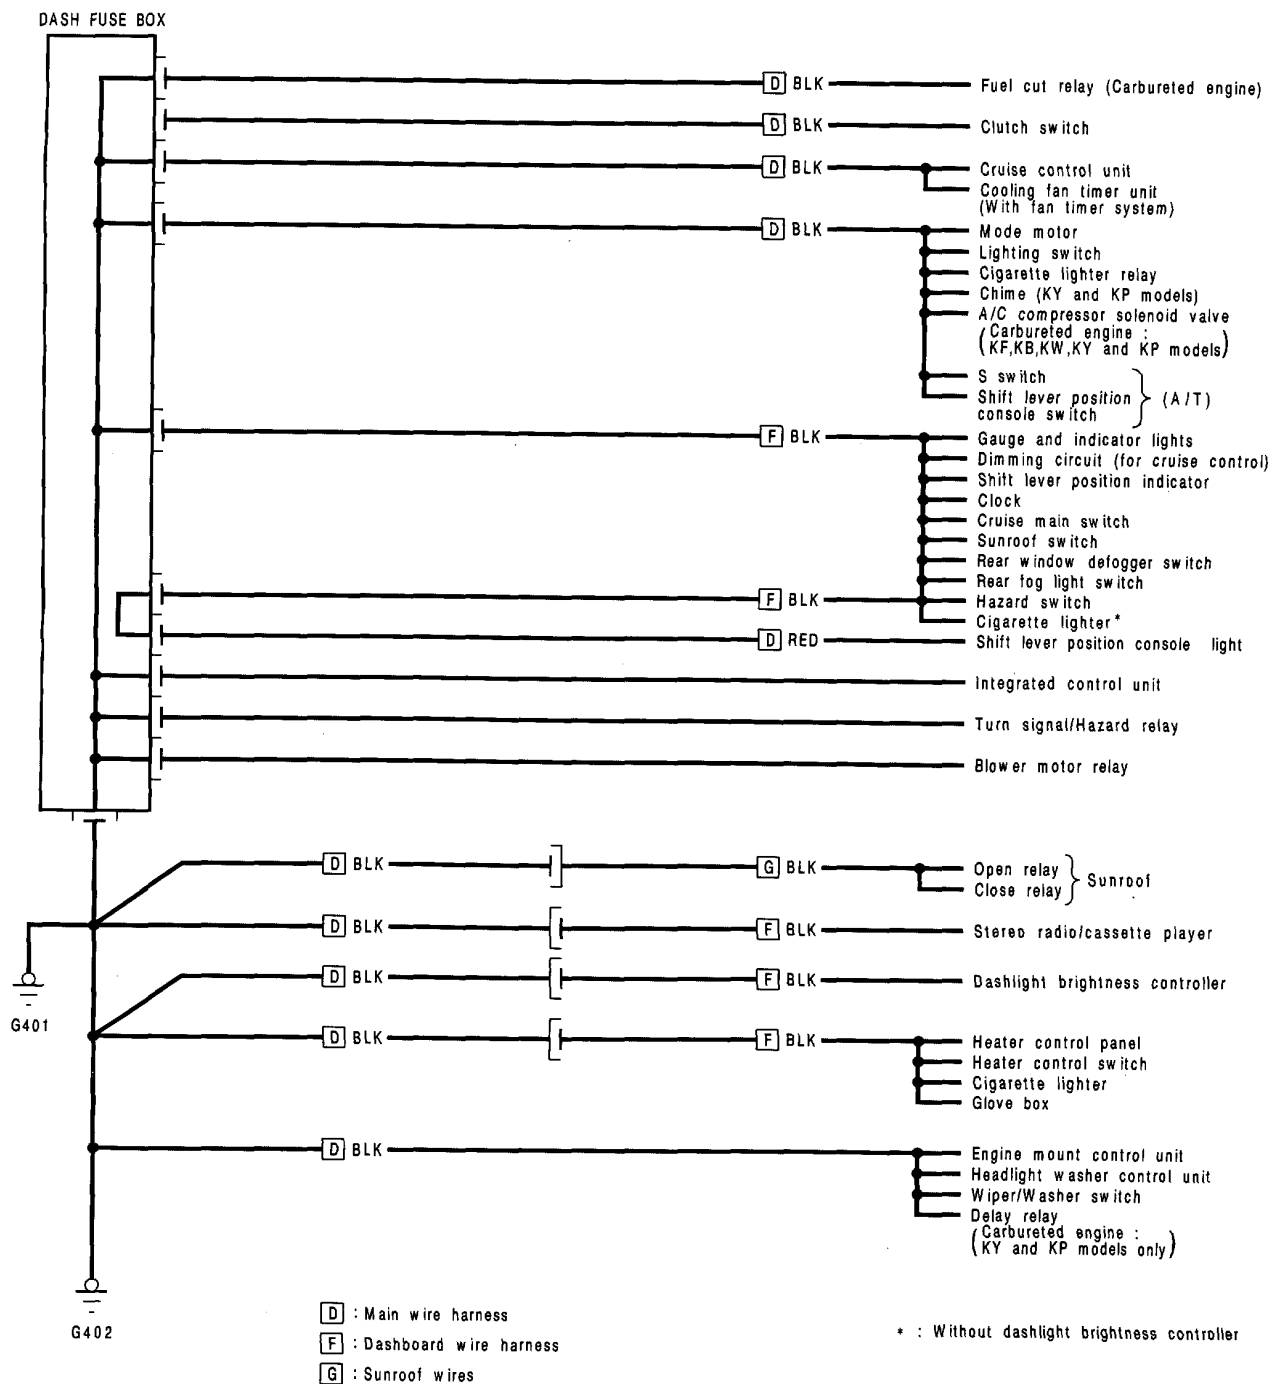 DASH FUSE BOX
D BLK Fuel cut relay (Carbureted engine)
D BLK Clutch switch
D BLK Cruise control unit
Cooling fan timer unit
(With fan timer system)
D BLK Mode motor
Lighting switch
Cigarette lighter relay
Chime (KY and KP models)
A/C compressor solenoid valve
(Carbureted engine :
KF,KB,KW,KY and KP models)
S switch
Shift lever position
console switch
(A/T)
F BLK Gauge and indicator lights
Dimming circuit (for cruise control)
Shift lever position indicator
Clock
Cruise main switch
Sunroof switch
Rear window defogger switch
Rear fog light switch
F BLK Hazard switch
Cigarette lighter*
D RED Shift lever position console light
Integrated control unit
Turn signal/Hazard relay
Blower motor relay
D BLK G BLK Open relay
Close relay
Sunroof
D BLK F BLK Stereo radio/cassette player
D BLK F BLK Dashlight brightness controller
G401
D BLK F BLK Heater control panel
Heater control switch
Cigarette lighter
Glove box
D BLK Engine mount control unit
Headlight washer control unit
Wiper/Washer switch
Delay relay
(Carbureted engine :
KY and KP models only)
G402
D : Main wire harness
F : Dashboard wire harness
G : Sunroof wires
* : Without dashlight brightness controller